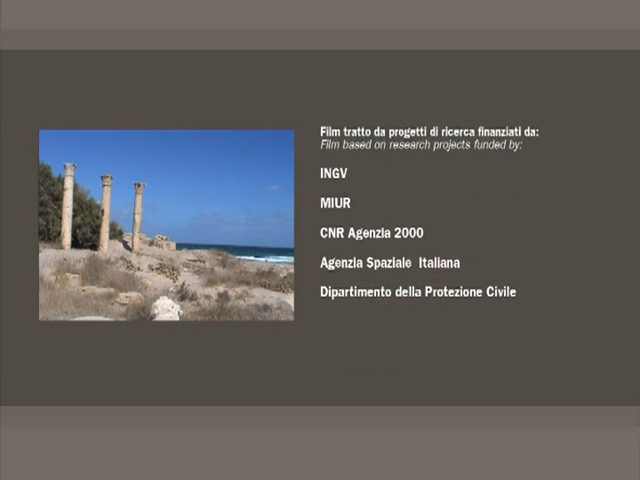 Film tratto da progetti di ricerca finanziati da:
Film based on research projects funded by:
INGV
MIUR
CNR Agenzia 2000
Agenzia Spaziale Italiana
Dipartimento della Protezione Civile